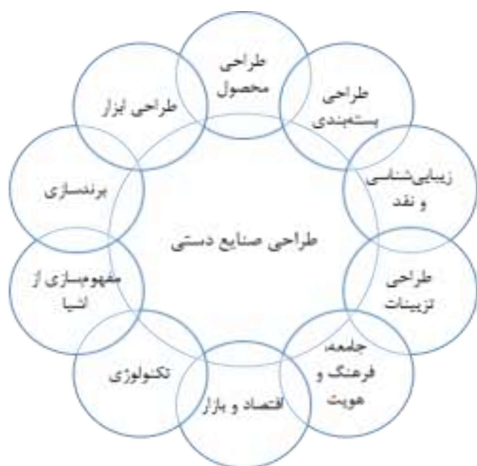 طراحی
محصول
طراحی
بسته‌بندی
زیبایی‌شناسی
و نقد
طراحی
تزیینات
جامعه،
فرهنگ و
هویت
اقتصاد و بازار
تکنولوژی
مفهوم‌سازی از
اشیا
برندسازی
طراحی ابزار
طراحی صنایع دستی